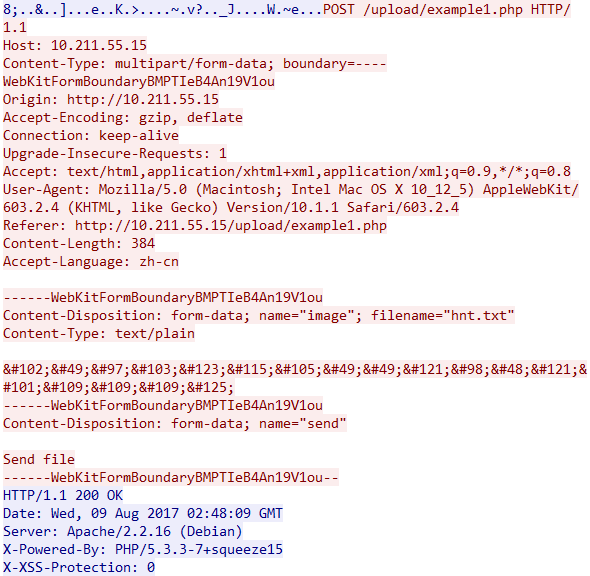 8;..&..]...e..K.>....~.v?.._J....W.~e...POST /upload/example1.php HTTP/
1.1
Host: 10.211.55.15
Content-Type: multipart/form-data; boundary=----
WebKitFormBoundaryBMPTIeB4An19V1ou
Origin: http://10.211.55.15
Accept-Encoding: gzip, deflate
Connection: keep-alive
Upgrade-Insecure-Requests: 1
Accept: text/html,application/xhtml+xml,application/xml;q=0.9,*/*;q=0.8
User-Agent: Mozilla/5.0 (Macintosh; Intel Mac OS X 10_12_5) AppleWebKit/
603.2.4 (KHTML, like Gecko) Version/10.1.1 Safari/603.2.4
Referer: http://10.211.55.15/upload/example1.php
Content-Length: 384
Accept-Language: zh-cn
------WebKitFormBoundaryBMPTIeB4An19V1ou
Content-Disposition: form-data; name="image"; filename="hnt.txt"
Content-Type: text/plain
&#102;&#49;&#97;&#103;&#123;&#115;&#105;&#49;&#49;&#121;&#98;&#48;&#121;&
#101;&#109;&#109;&#109;&#125;
------WebKitFormBoundaryBMPTIeB4An19V1ou
Content-Disposition: form-data; name="send"
Send file
------WebKitFormBoundaryBMPTIeB4An19V1ou--
HTTP/1.1 200 OK
Date: Wed, 09 Aug 2017 02:48:09 GMT
Server: Apache/2.2.16 (Debian)
X-Powered-By: PHP/5.3.3-7+squeeze15
X-XSS-Protection: 0